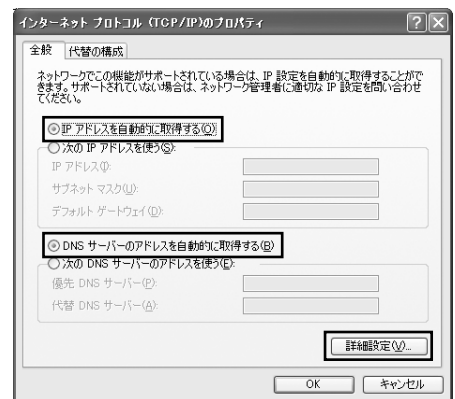 インターネット プロトコル (TCP/IP)のプロパティ
全般
代替の構成
ネットワークでこの機能がサポートされている場合は、IP 設定を自動的に取得することがで
きます。サポートされていない場合は、ネットワーク管理者に適切な IP 設定を問い合わせ
てください。
IP アドレスを自動的に取得する(O)
次の IP アドレスを使う(S):
IP アドレス(I):
サブネット マスク(U):
デフォルト ゲートウェイ(D):
DNS サーバーのアドレスを自動的に取得する(B)
次の DNS サーバーのアドレスを使う(E):
優先 DNS サーバー(P):
代替 DNS サーバー(A):
詳細設定(V)...
OK
キャンセル